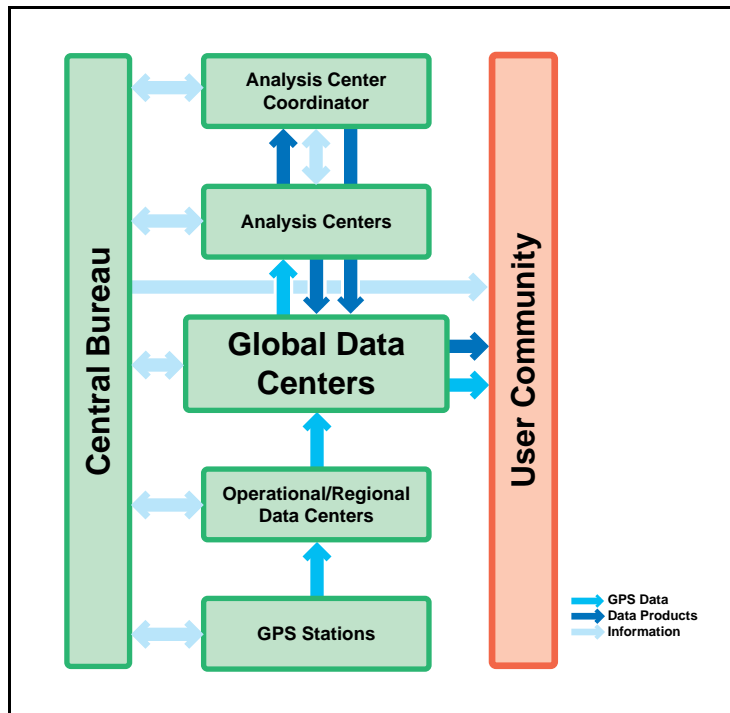 Analysis Center
Coordinator
Analysis Centers
Global Data
Centers
Operational/Regional
Data Centers
GPS Stations
Central Bureau
User Community
GPS Data
Data Products
Information